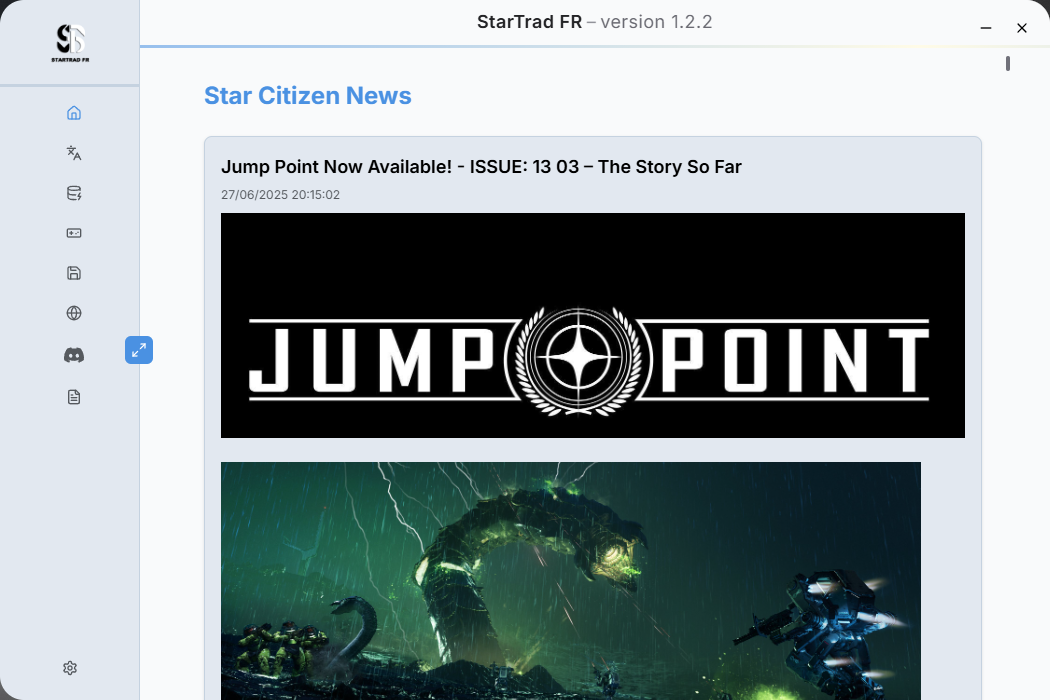 StarTrad FR – version 1.2.2
STARTRAD FR
Star Citizen News
Jump Point Now Available! - ISSUE: 13 03 – The Story So Far
27/06/2025 20:15:02
JUMP POINT